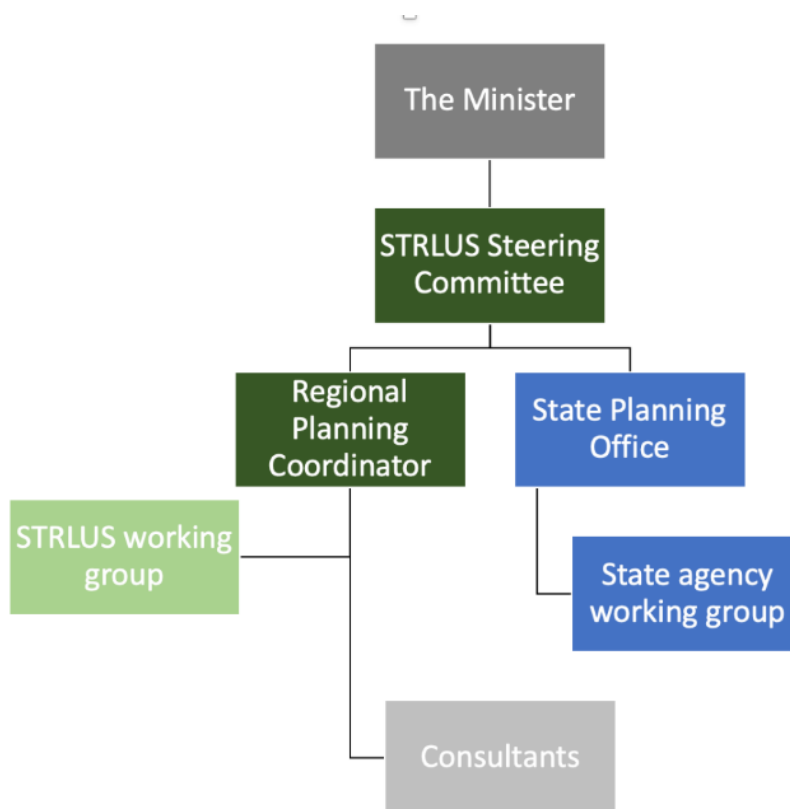 The Minister
STRLUS Steering
Committee
Regional
Planning
Coordinator
State Planning
Office
STRLUS working
group
State agency
working group
Consultants